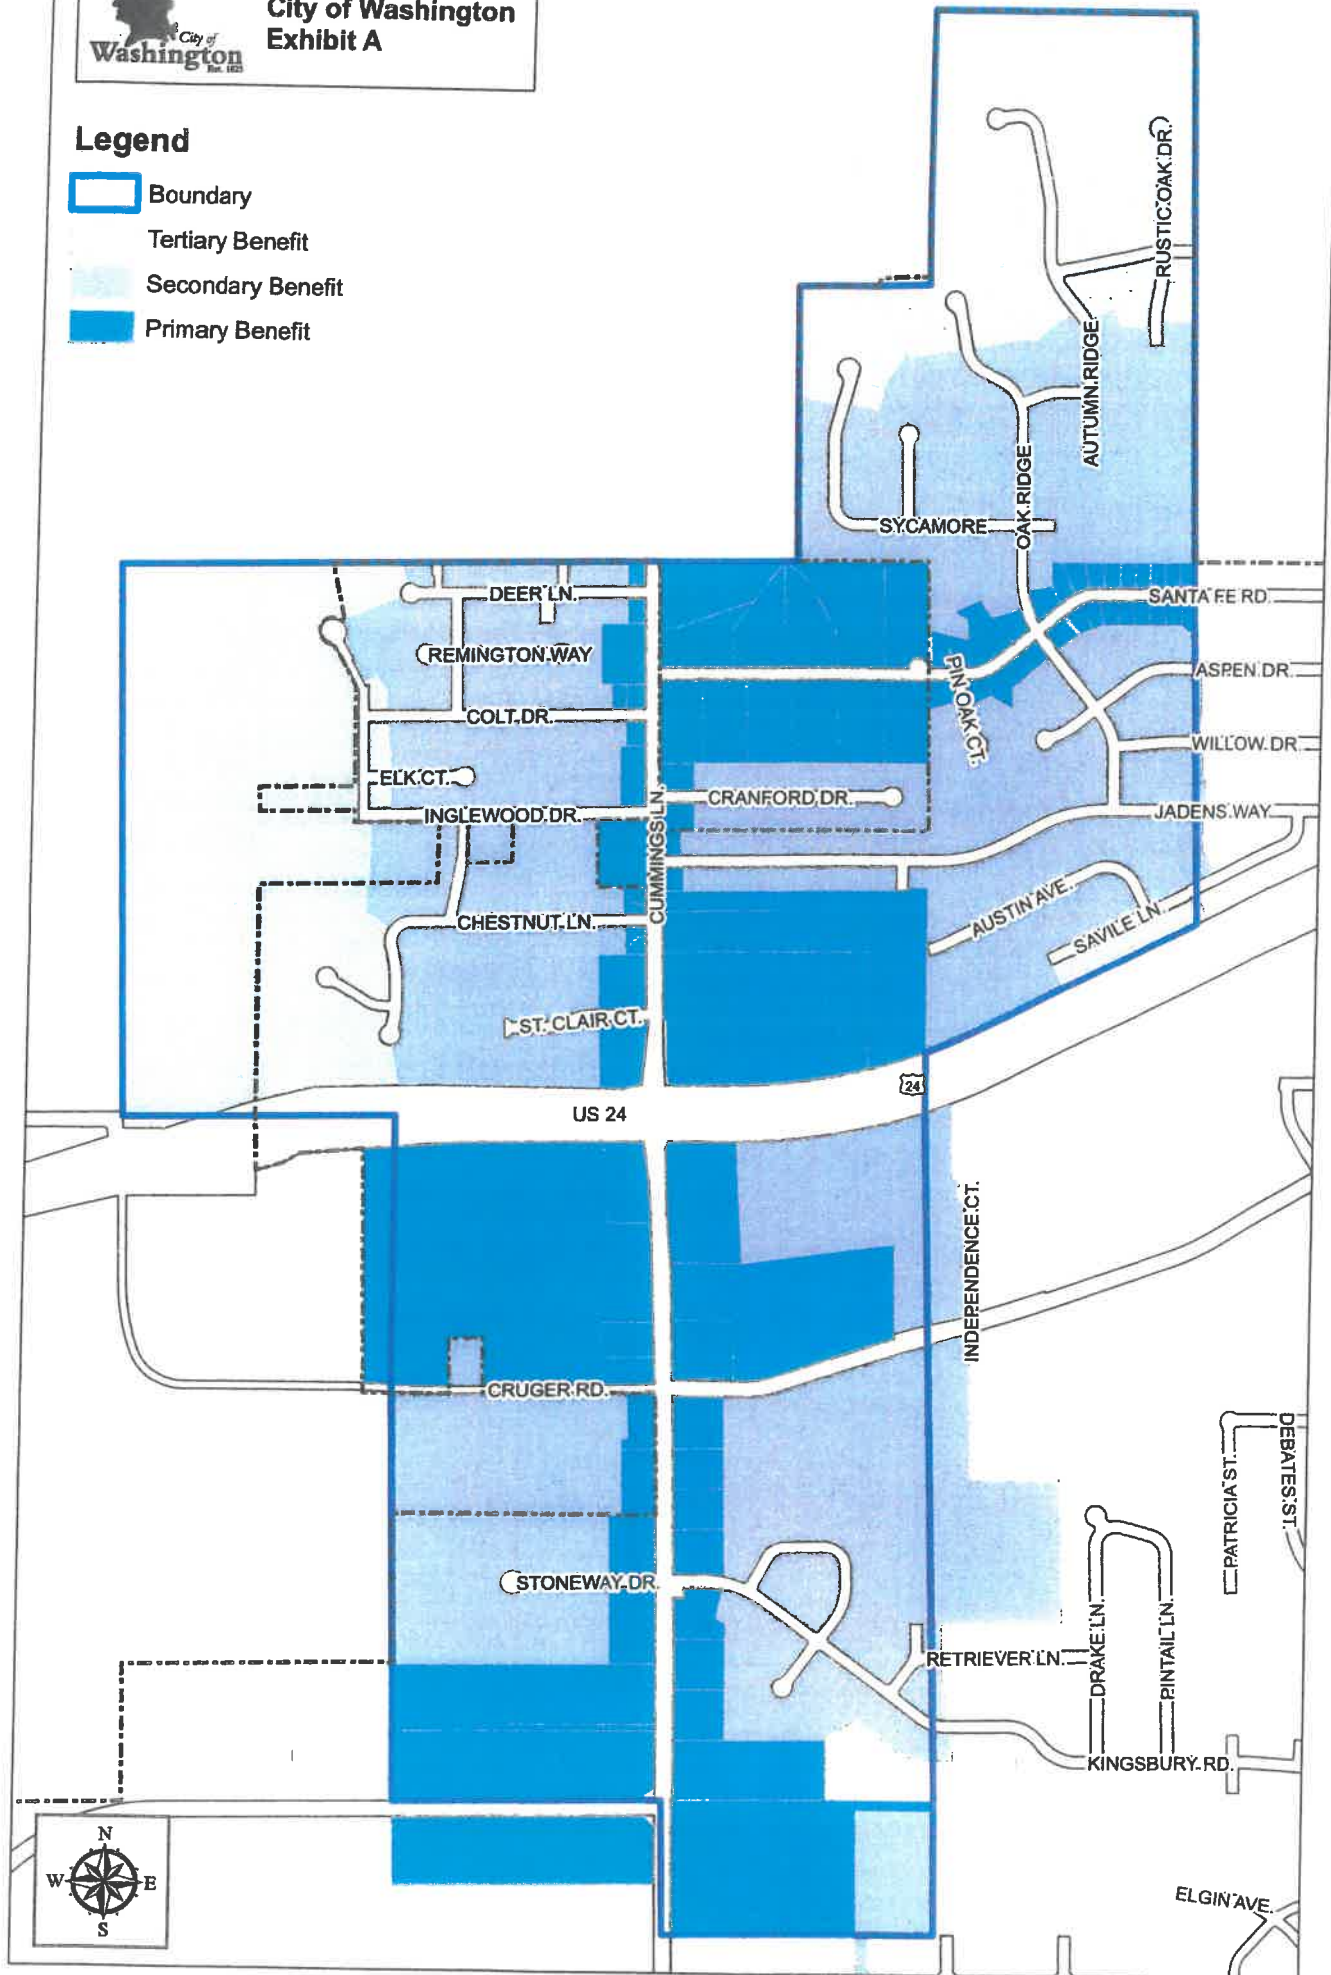 City of Washington
Exhibit A
City of
Washington
Est. 1825
Legend
Boundary
Tertiary Benefit
Secondary Benefit
Primary Benefit
RUSTIC OAK DR.
AUTUMN RIDGE
OAK RIDGE
SYCAMORE
DEER LN.
SANTA FE RD.
REMINGTON WAY
PIN OAK CT.
ASPEN DR.
COLT DR.
WILLOW DR.
ELK CT.
CRANFORD DR.
INGLEWOOD DR.
JADENS WAY
CUMMINGS LN.
AUSTIN AVE.
CHESTNUT LN.
SAVILE LN.
ST. CLAIR CT.
24
US 24
INDEPENDENCE CT.
CRUGER RD.
DEBATES ST.
PATRICIA ST.
STONEWAY DR.
DRAKE LN.
PINTAIL LN.
RETRIEVER LN.
KINGSBURY RD.
N
W
E
S
ELGIN AVE.